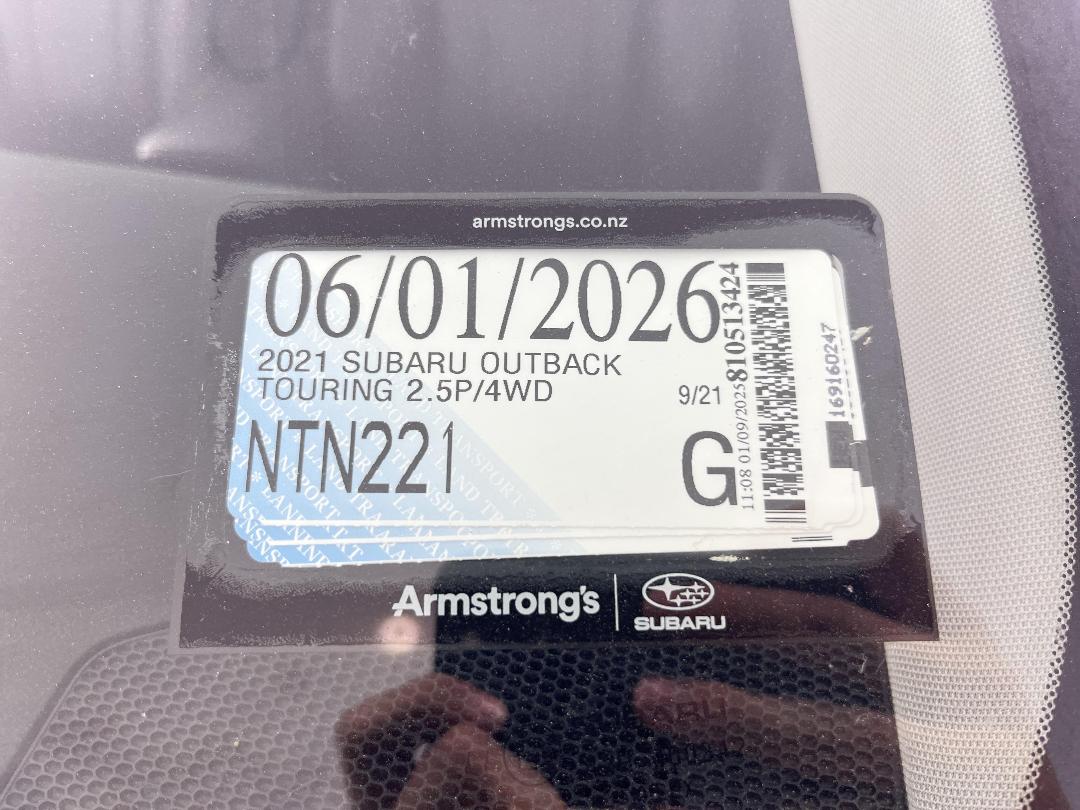 armstrongs.co.nz
06/01/2026
2021 SUBARU OUTBACK
TOURING 2.5P/4WD
9/21
NTN221
G
11:08 01/09/2025 810513424
169160247
Armstrong's
SUBARU